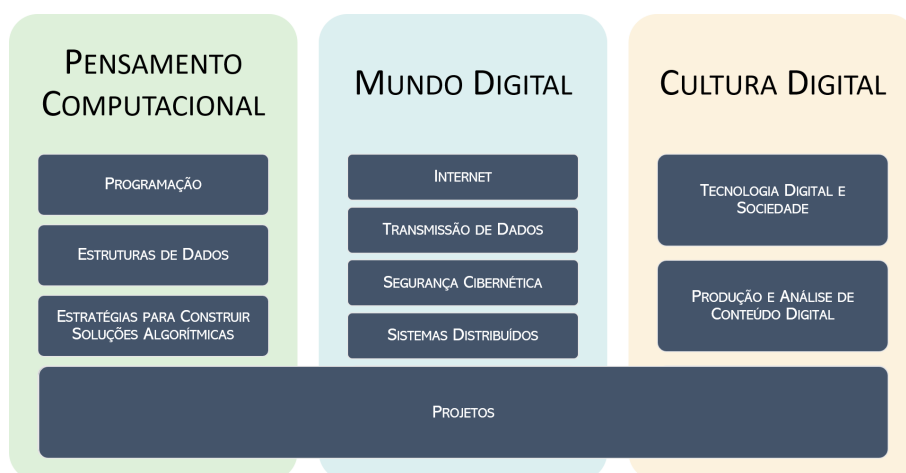 PENSAMENTO
COMPUTACIONAL
PROGRAMAÇÃO
ESTRUTURAS DE DADOS
ESTRATÉGIAS PARA CONSTRUIR
SOLUÇÕES ALGORÍTMICAS
MUNDO DIGITAL
INTERNET
TRANSMISSÃO DE DADOS
SEGURANÇA CIBERNÉTICA
SISTEMAS DISTRIBUÍDOS
CULTURA DIGITAL
TECNOLOGIA DIGITAL E
SOCIEDADE
PRODUÇÃO E ANÁLISE DE
CONTEÚDO DIGITAL
PROJETOS